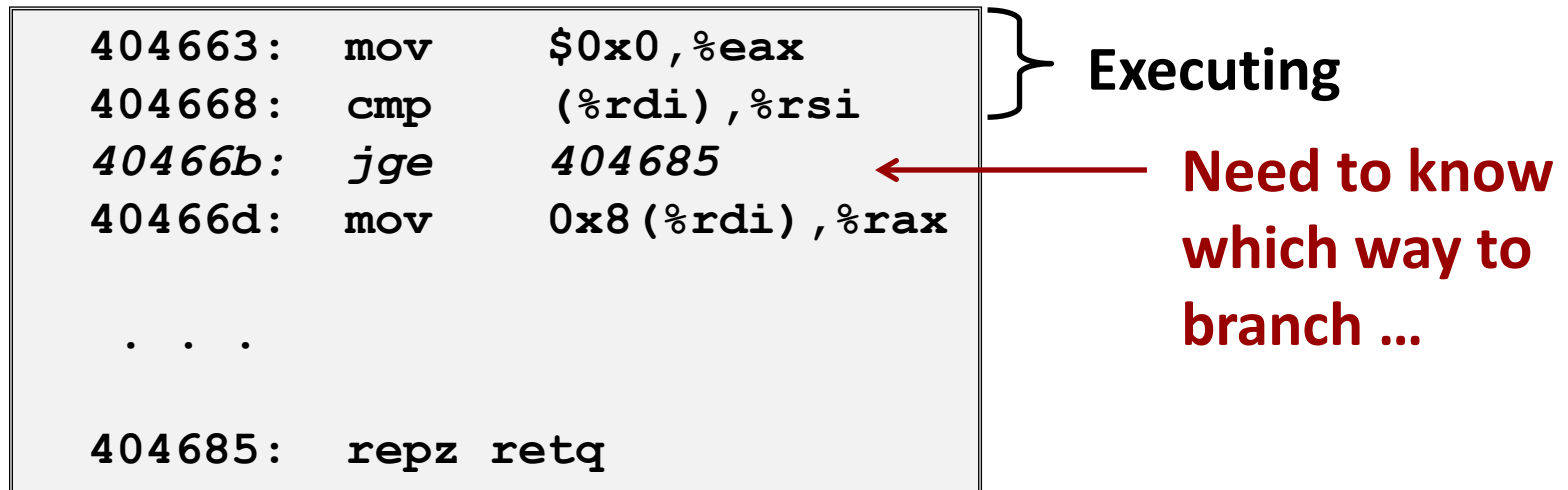 404663: mov $0x0,%eax
404668: cmp (%rdi),%rsi
40466b: jge 404685
40466d: mov 0x8(%rdi),%rax
. . .
404685: repz retq
Executing
Need to know
which way to
branch …